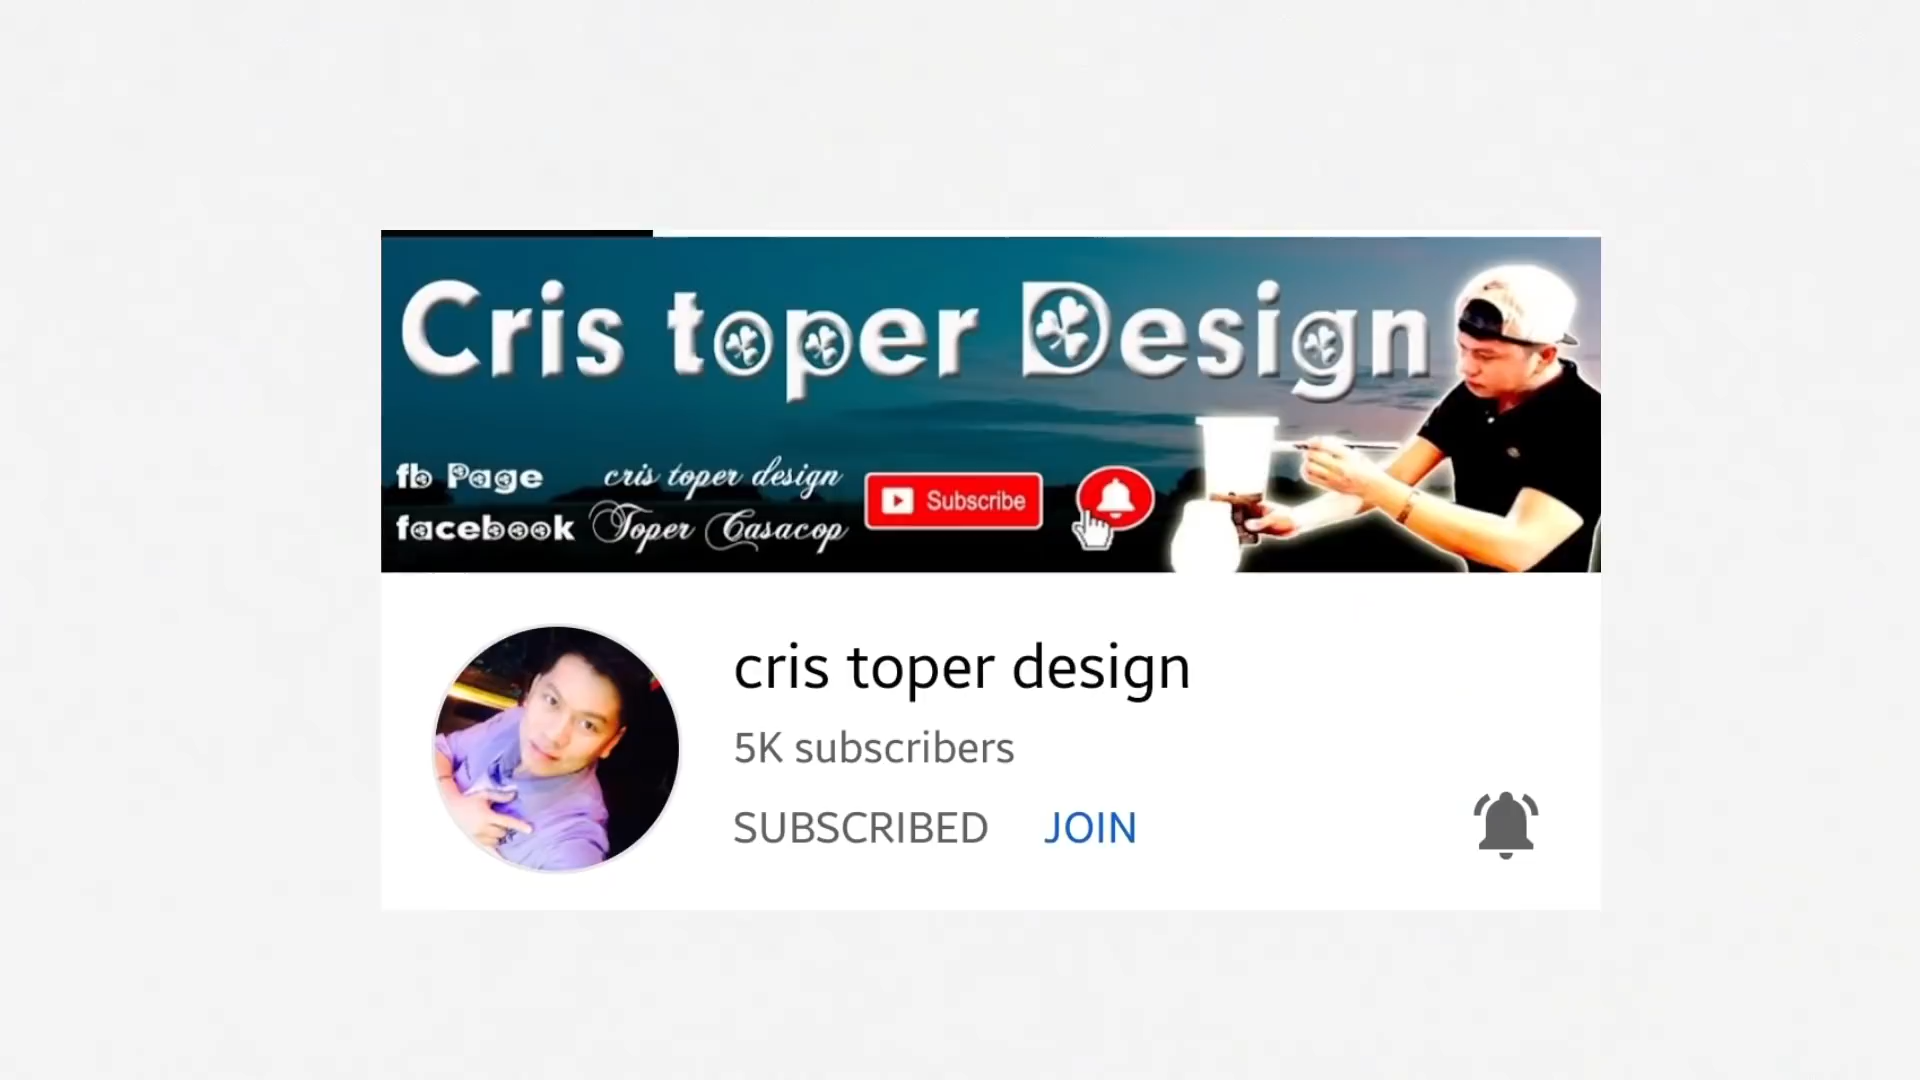 Cris toper Design
fb Page cris toper design
facebook Toper Casacop
Subscribe
cris toper design
5K subscribers
SUBSCRIBED JOIN